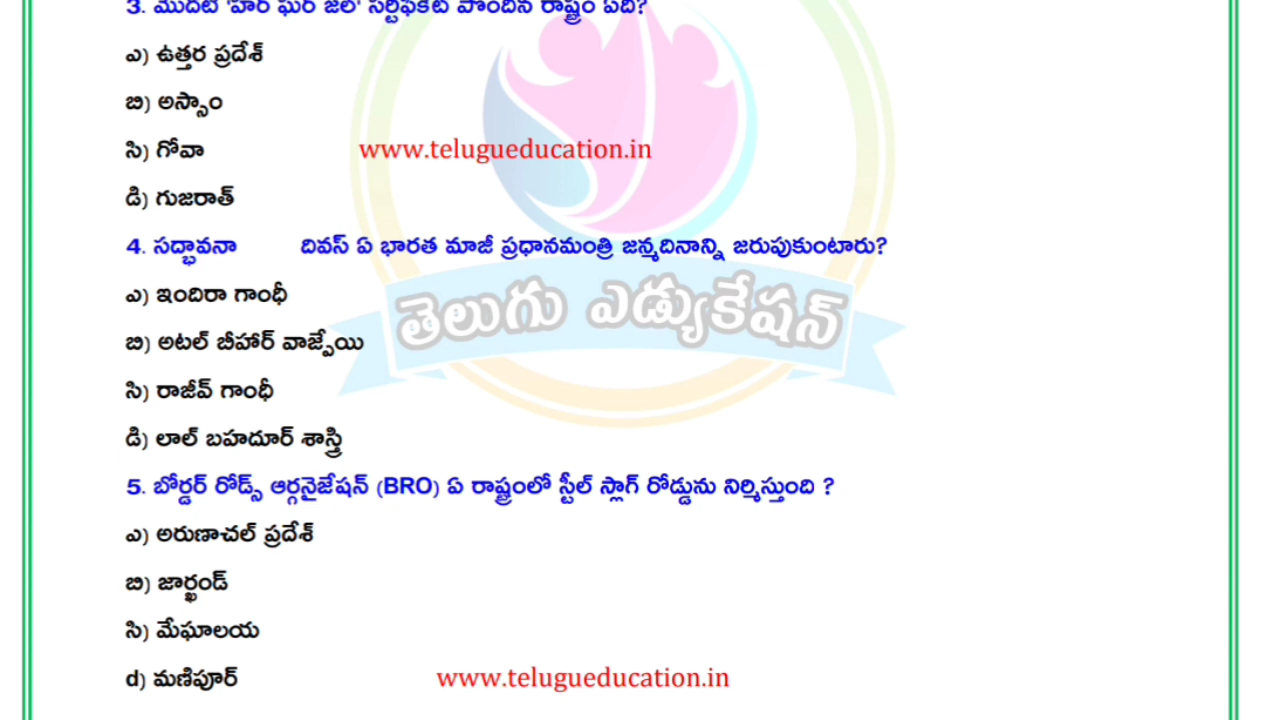 3. మొదటి 'హర్ ఘర్ జల్' సర్టిఫికేట్ పొందిన రాష్ట్రం ఏది?
ఎ) ఉత్తర ప్రదేశ్
బి) అస్సాం
సి) గోవా
www.telugueducation.in
డి) గుజరాత్
4. సద్భావనా దివస్ ఏ భారత మాజీ ప్రధానమంత్రి జన్మదినాన్ని జరుపుకుంటారు?
ఎ) ఇందిరా గాంధీ
తెలుగు ఎడ్యుకేషన్
బి) అటల్ బీహార్ వాజ్పేయి
సి) రాజీవ్ గాంధీ
డి) లాల్ బహదూర్ శాస్త్రి
5. బోర్డర్ రోడ్స్ ఆర్గనైజేషన్ (BRO) ఏ రాష్ట్రంలో స్టీల్ స్లాగ్ రోడ్డును నిర్మిస్తుంది ?
ఎ) అరుణాచల్ ప్రదేశ్
బి) జార్ఖండ్
సి) మేఘాలయ
d) మణిపూర్
www.telugueducation.in